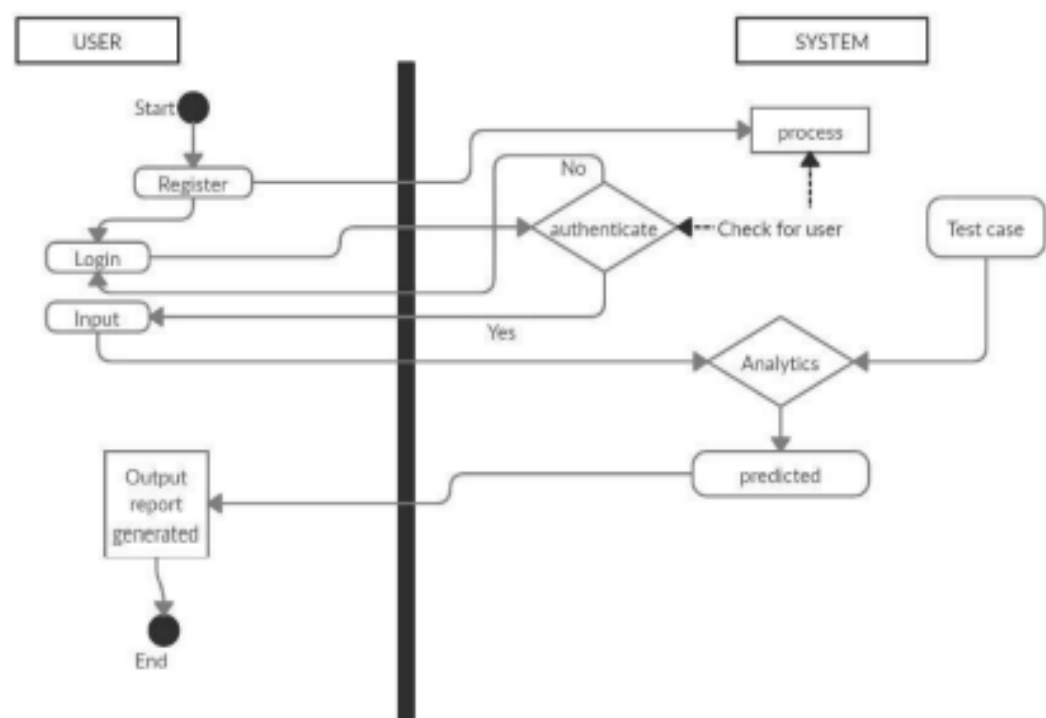 USER
SYSTEM
Start
process
No
Register
authenticate
Check for user
Test case
Login
Input
Yes
Analytics
Output
report
generated
predicted
End